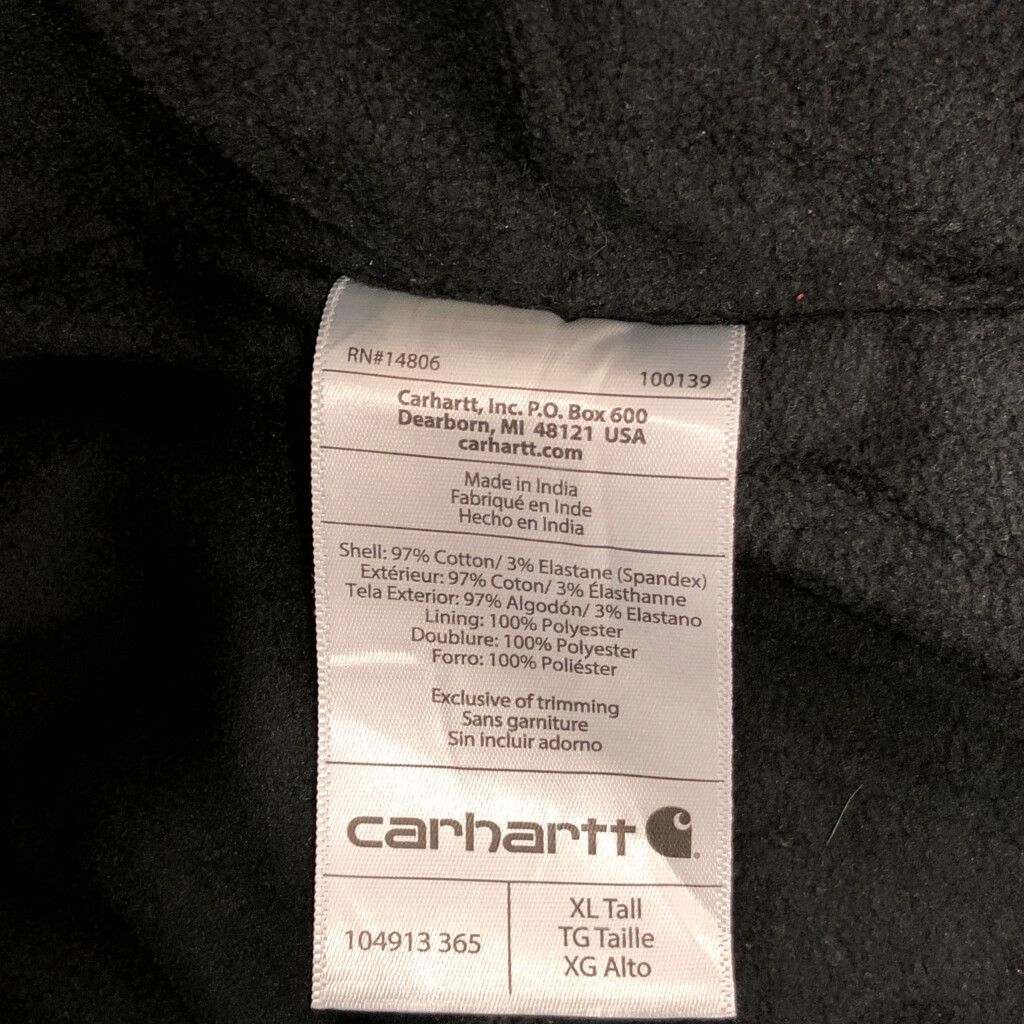 RN#14806
100139
Carhartt, Inc. P.O. Box 600
Dearborn, MI 48121 USA
carhartt.com
Made in India
Fabriqué en Inde
Hecho en India
Shell: 97% Cotton/ 3% Elastane (Spandex)
Extérieur: 97% Coton/ 3% Élasthanne
Tela Exterior: 97% Algodón/ 3% Elastano
Lining: 100% Polyester
Doublure: 100% Polyester
Forro: 100% Poliéster
Exclusive of trimming
Sans garniture
Sin incluir adorno
carhartt
104913 365
XL Tall
TG Taille
XG Alto